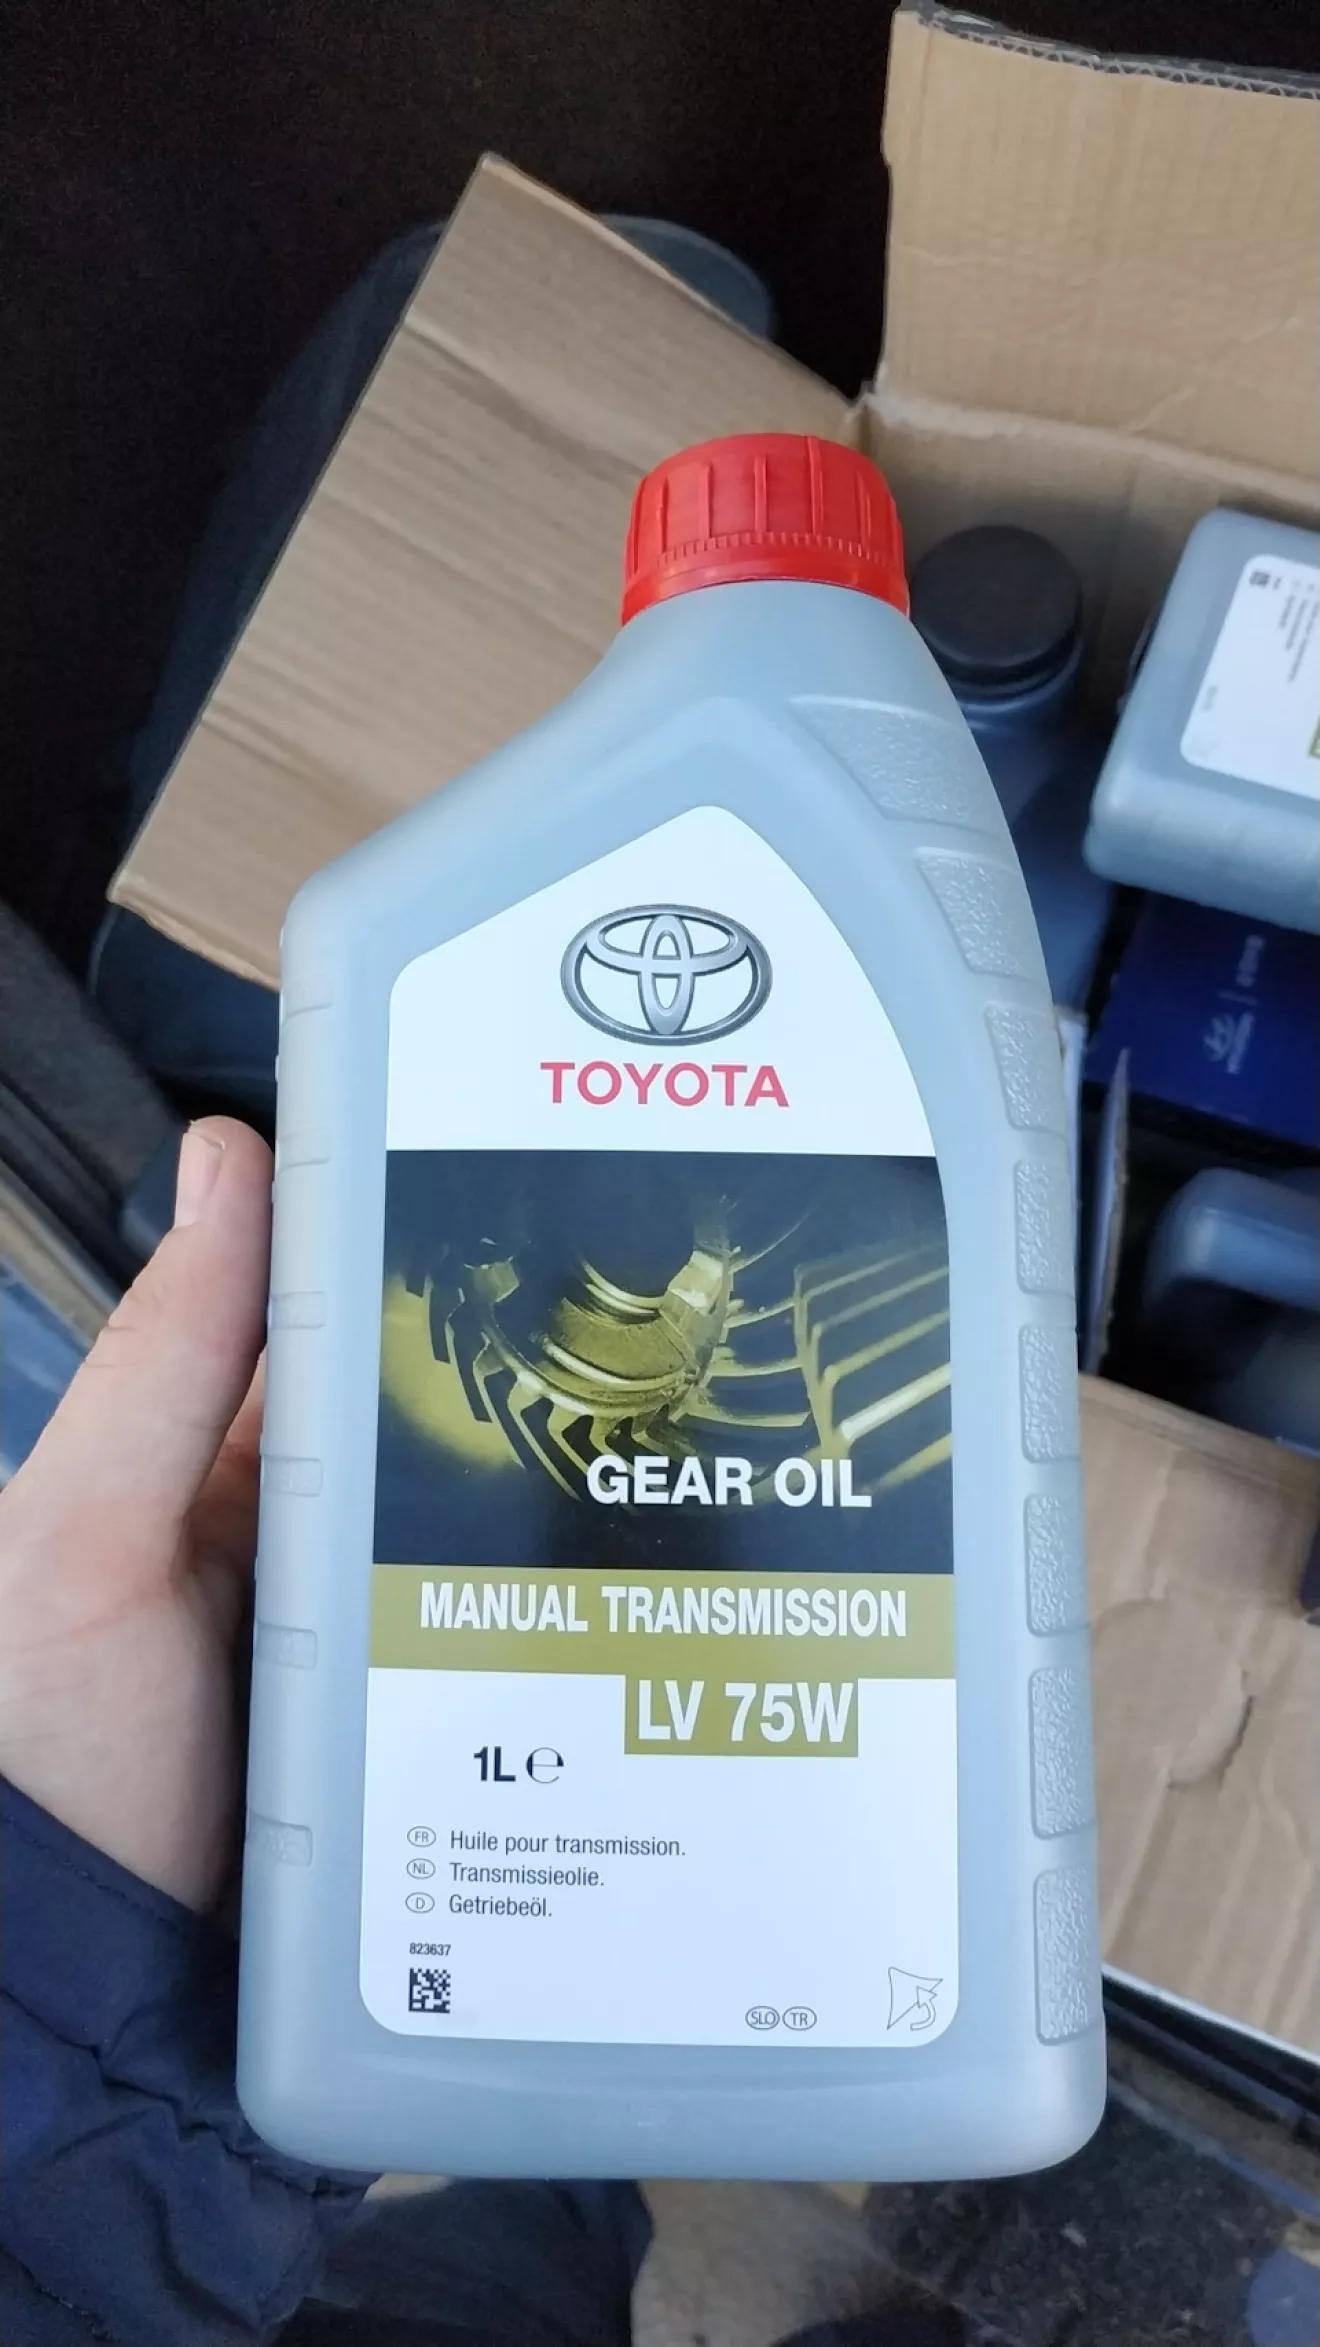 TOYOTA
GEAR OIL
MANUAL TRANSMISSION
LV 75W
1L e
FR Huile pour transmission.
NL Transmissieolie.
D Getriebeöl.
823637
SLO TR